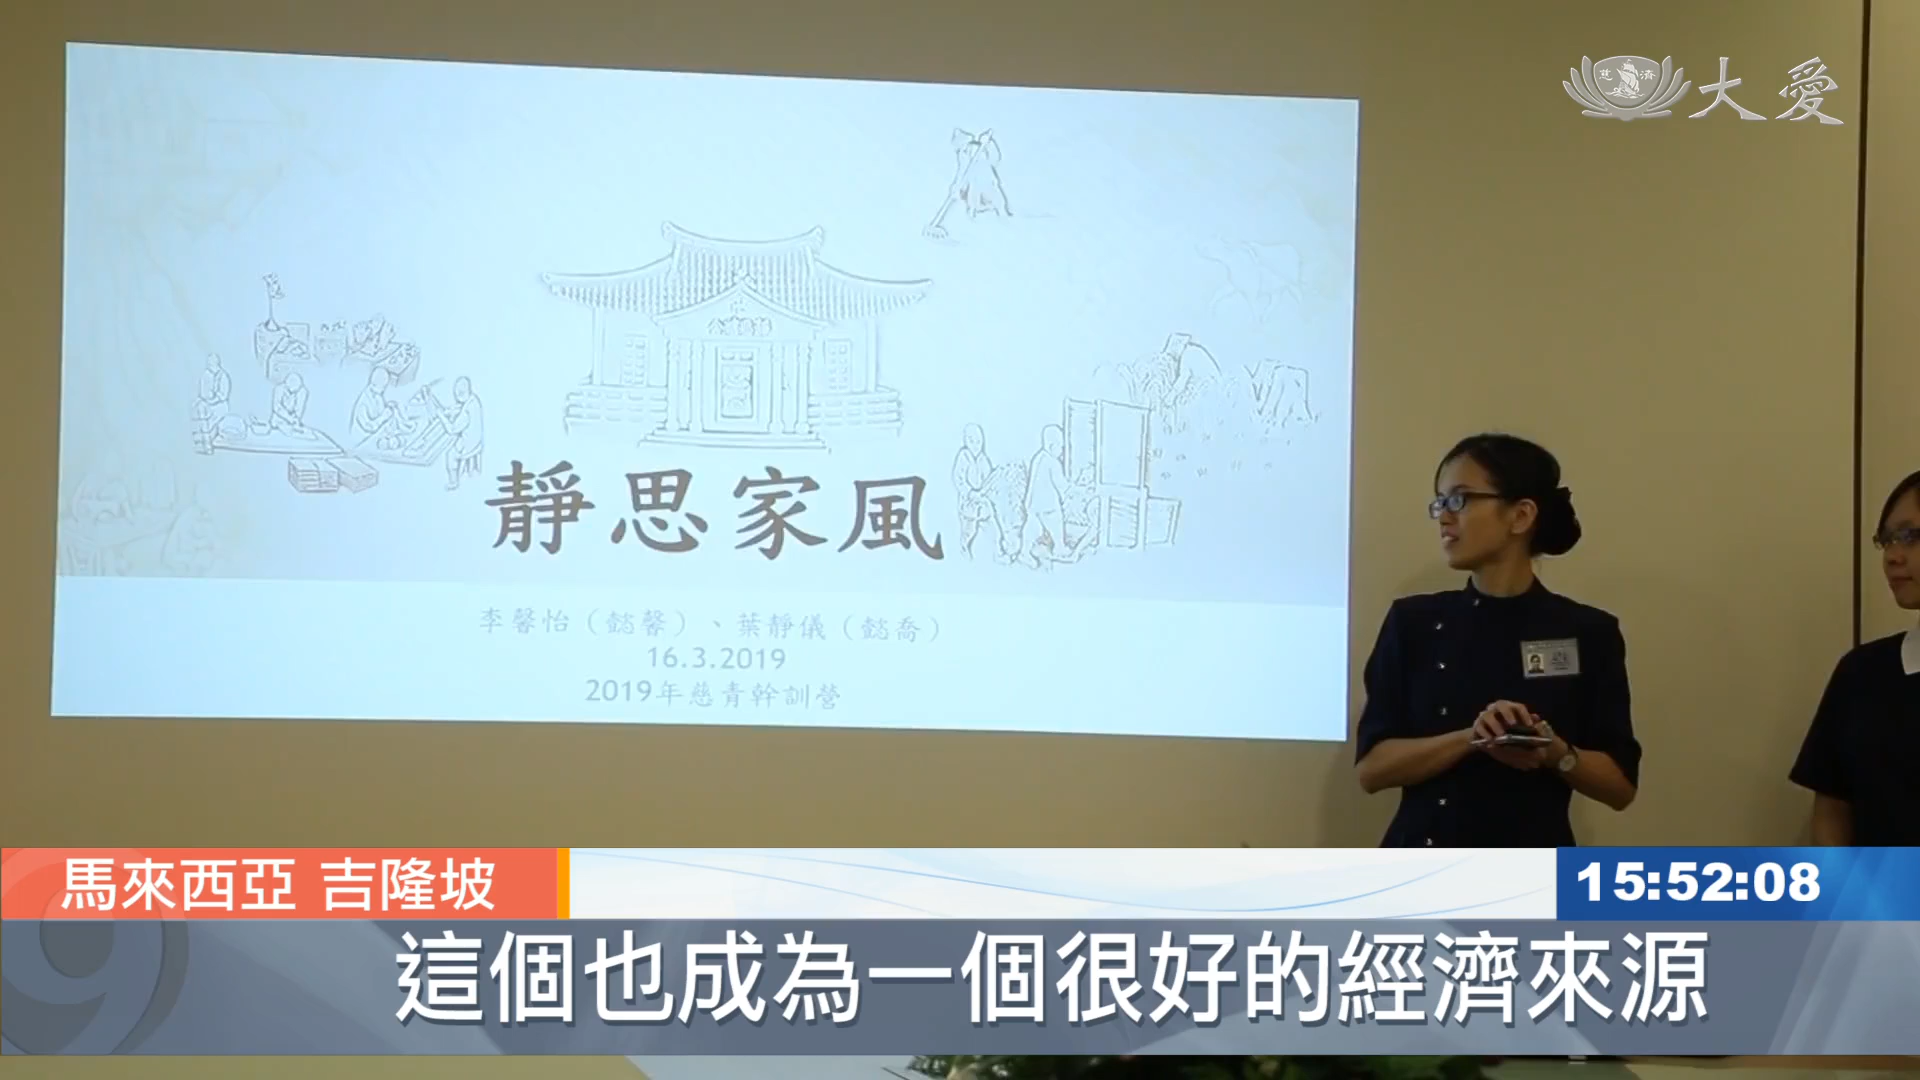 慈濟 大愛
靜思家風
李馨怡（懿馨）、葉靜儀（懿喬）
16.3.2019
2019年慈青幹訓營
馬來西亞 吉隆坡
15:52:08
這個也成為一個很好的經濟來源